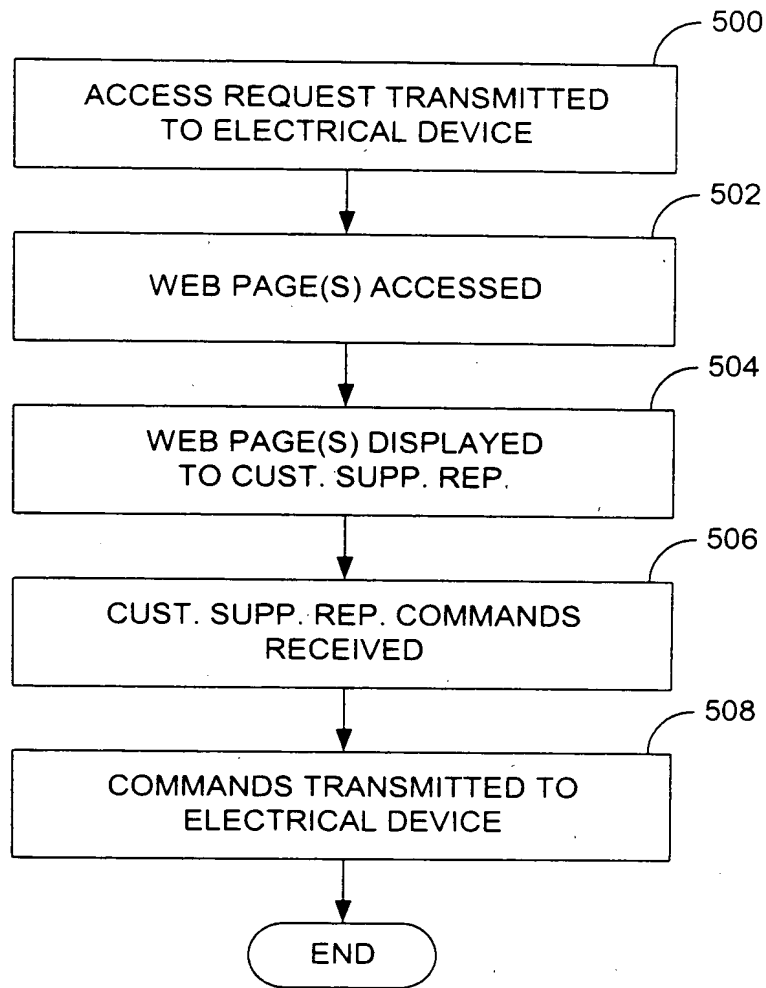 500
ACCESS REQUEST TRANSMITTED
TO ELECTRICAL DEVICE
502
WEB PAGE(S) ACCESSED
504
WEB PAGE(S) DISPLAYED
TO CUST. SUPP. REP.
506
CUST. SUPP. REP. COMMANDS
RECEIVED
508
COMMANDS TRANSMITTED TO
ELECTRICAL DEVICE
END